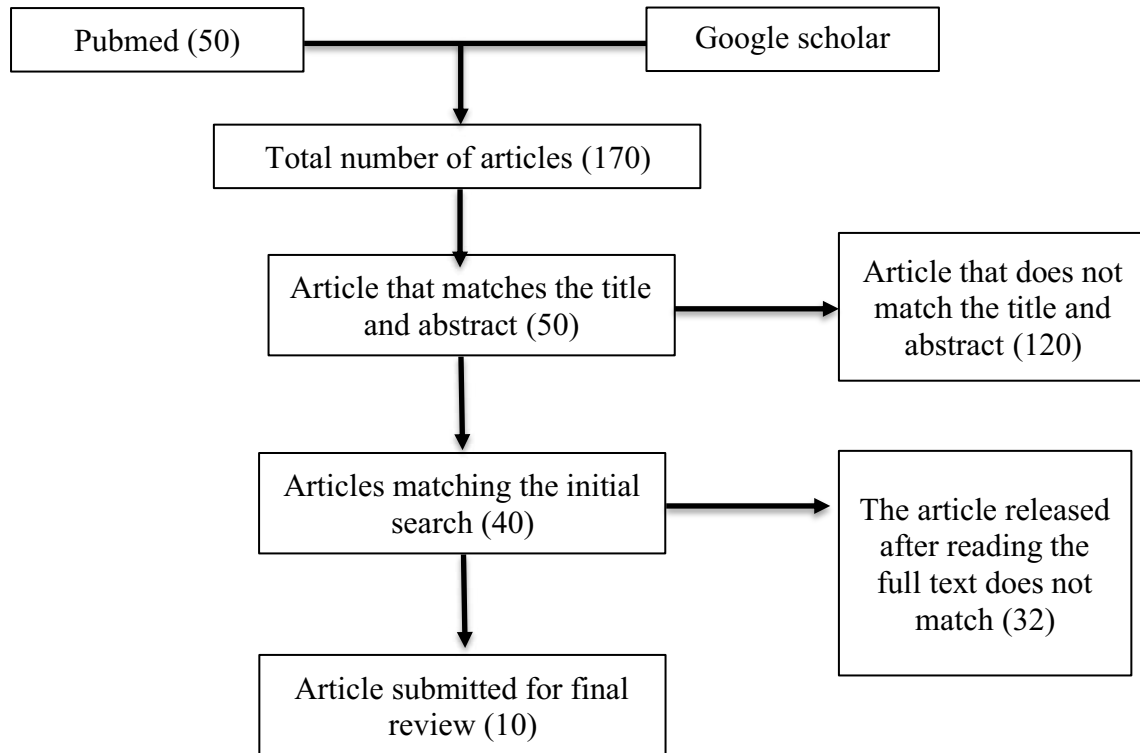 Pubmed (50)
Google scholar
Total number of articles (170)
Article that matches the title
and abstract (50)
Article that does not
match the title and
abstract (120)
Articles matching the initial
search (40)
The article released
after reading the
full text does not
match (32)
Article submitted for final
review (10)